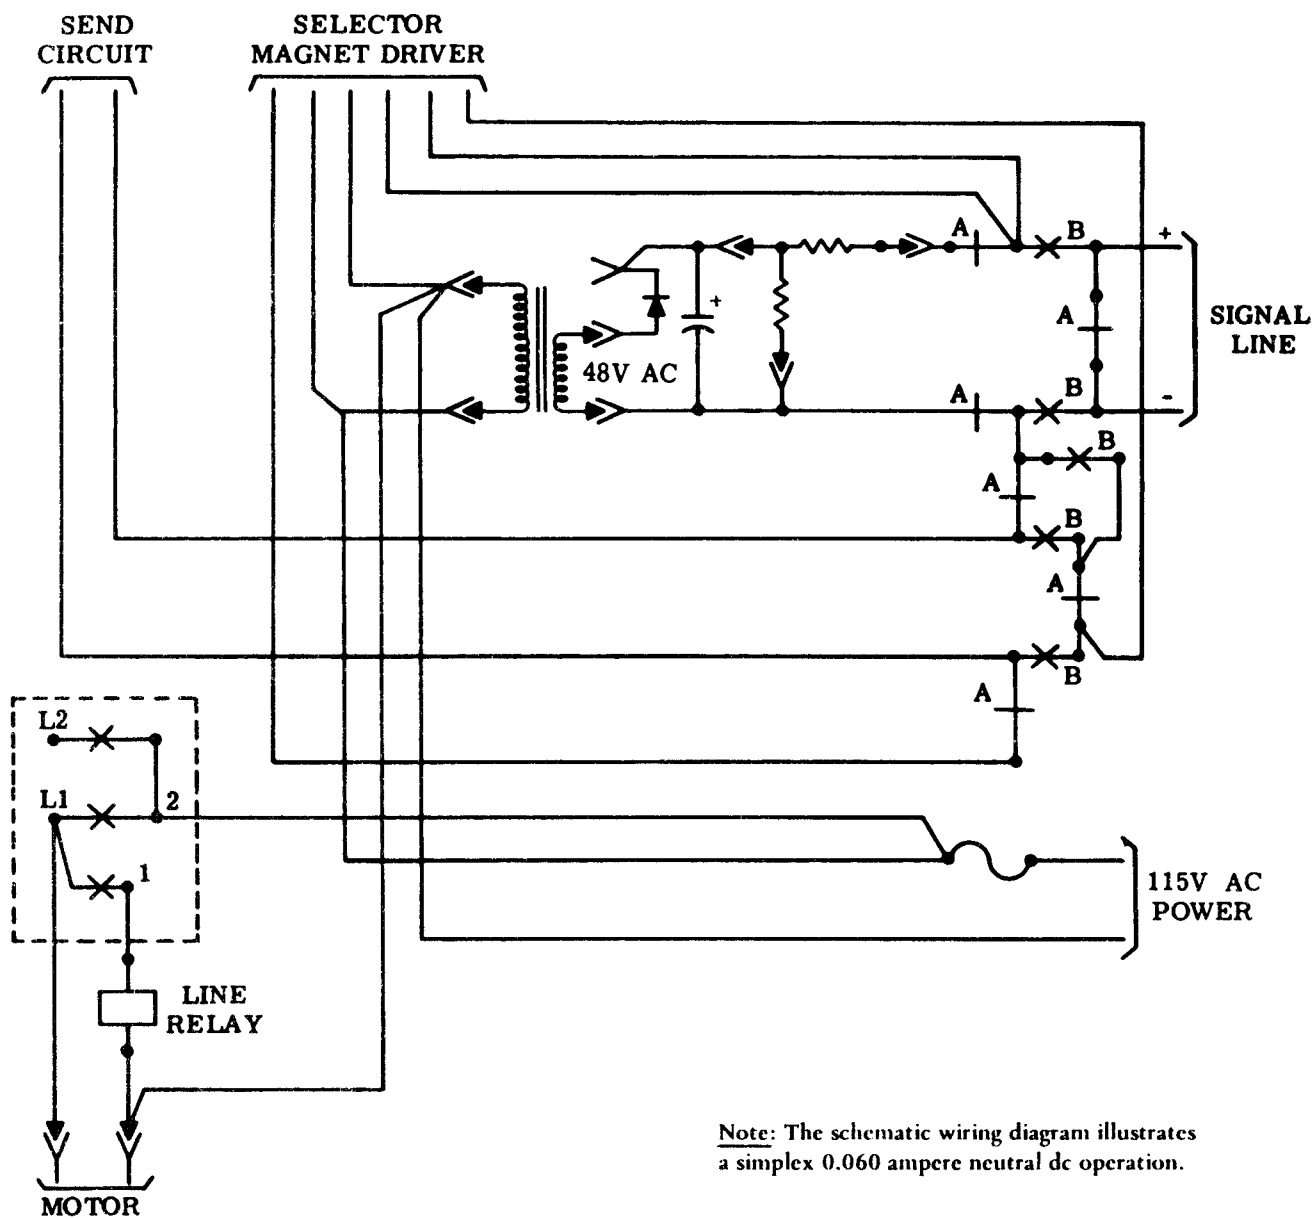 SEND
CIRCUIT
SELECTOR
MAGNET DRIVER
A
B
+
+
A
SIGNAL
LINE
48V AC
A
B
-
B
A
B
A
B
A
L2
L1
2
1
115V AC
POWER
LINE
RELAY
Note: The schematic wiring diagram illustrates
a simplex 0.060 ampere neutral dc operation.
MOTOR